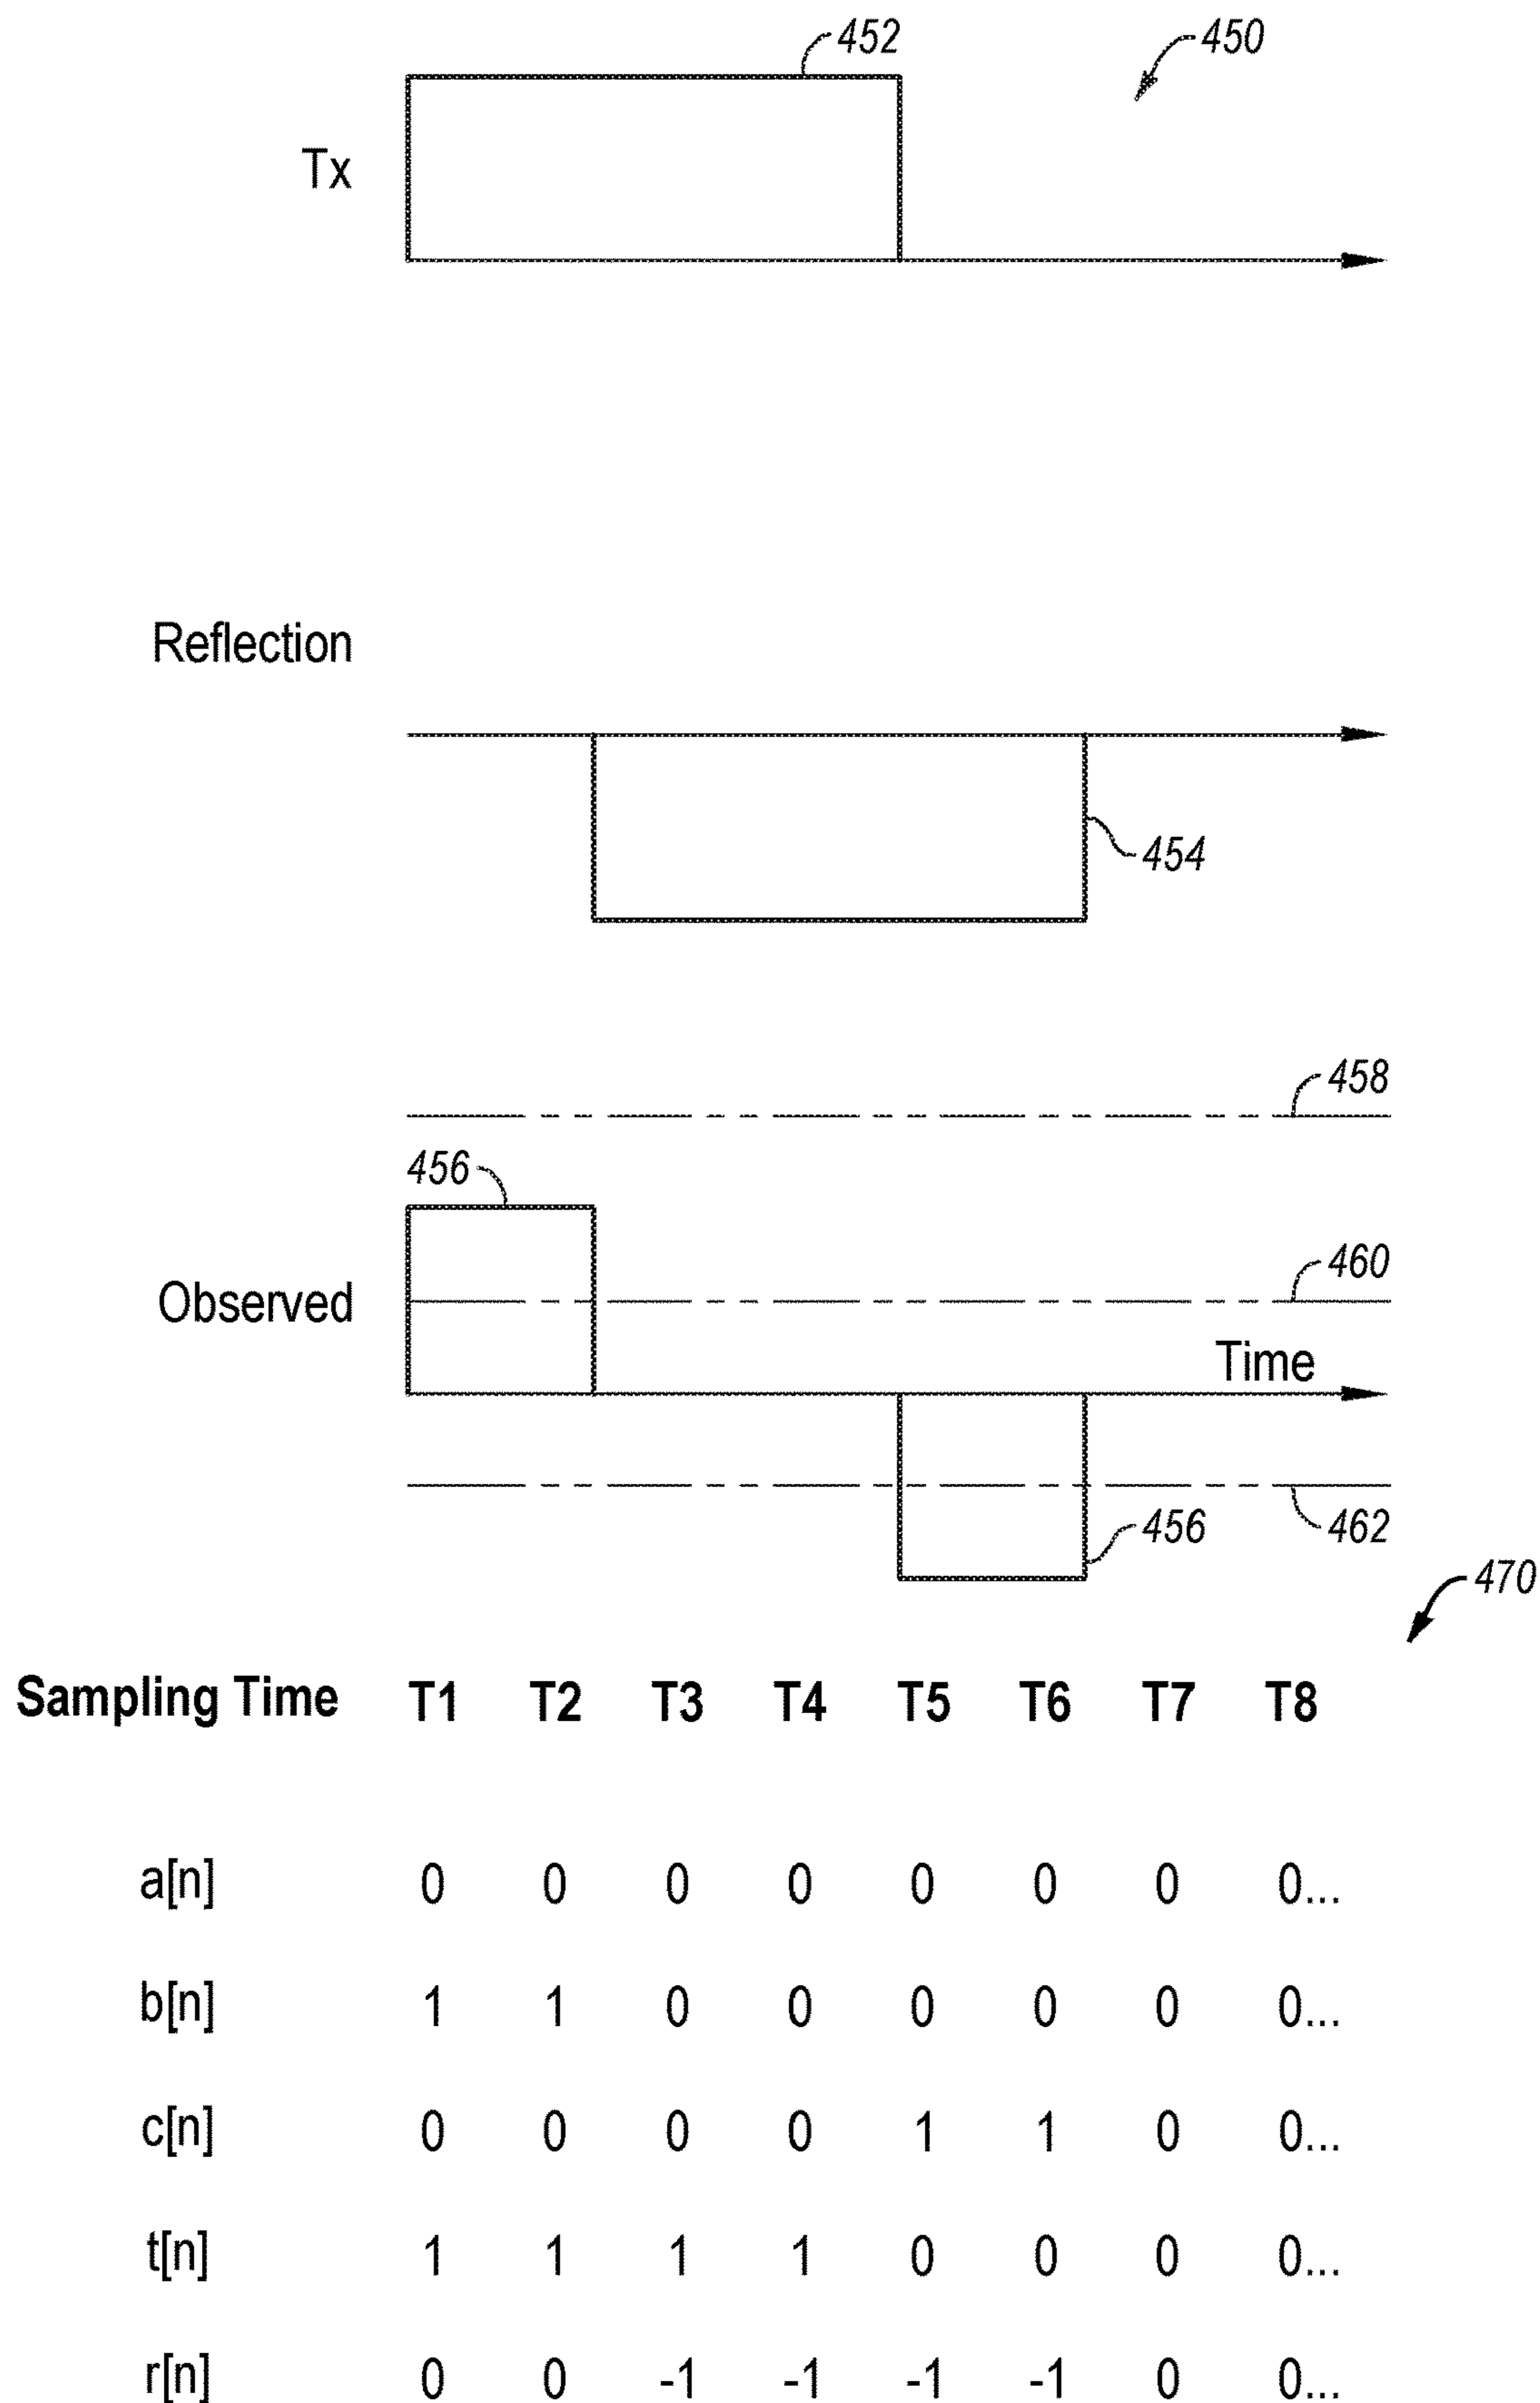 452
450
Tx
Reflection
454
458
456
460
Observed
Time
456
462
470
Sampling Time T1 T2 T3 T4 T5 T6 T7 T8
a[n] 0 0 0 0 0 0 0 0...
b[n] 1 1 0 0 0 0 0 0...
c[n] 0 0 0 0 1 1 0 0...
t[n] 1 1 1 1 0 0 0 0...
r[n] 0 0 -1 -1 -1 -1 0 0...